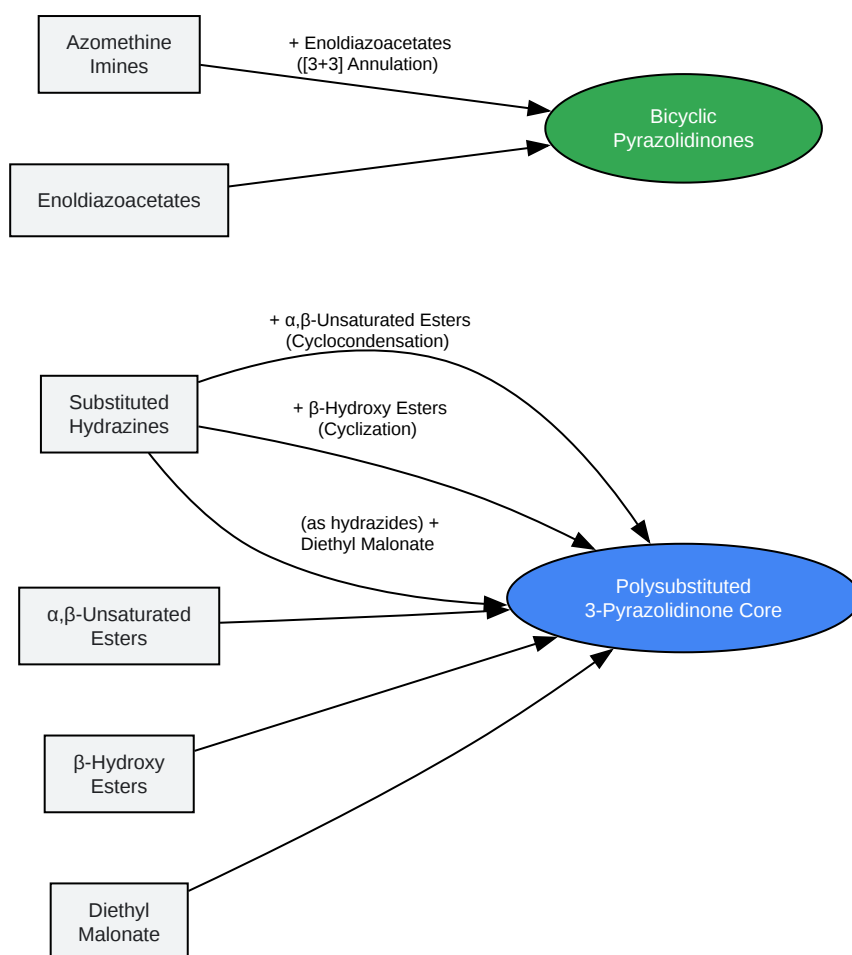 Azomethine
Imines
+ Enoldiazoacetates
([3+3] Annulation)
Bicyclic
Pyrazolidinones
Enoldiazoacetates
+ α,β-Unsaturated Esters
(Cyclocondensation)
Substituted
Hydrazines
+ β-Hydroxy Esters
(Cyclization)
(as hydrazides) +
Diethyl Malonate
Polysubstituted
3-Pyrazolidinone Core
α,β-Unsaturated
Esters
β-Hydroxy
Esters
Diethyl
Malonate